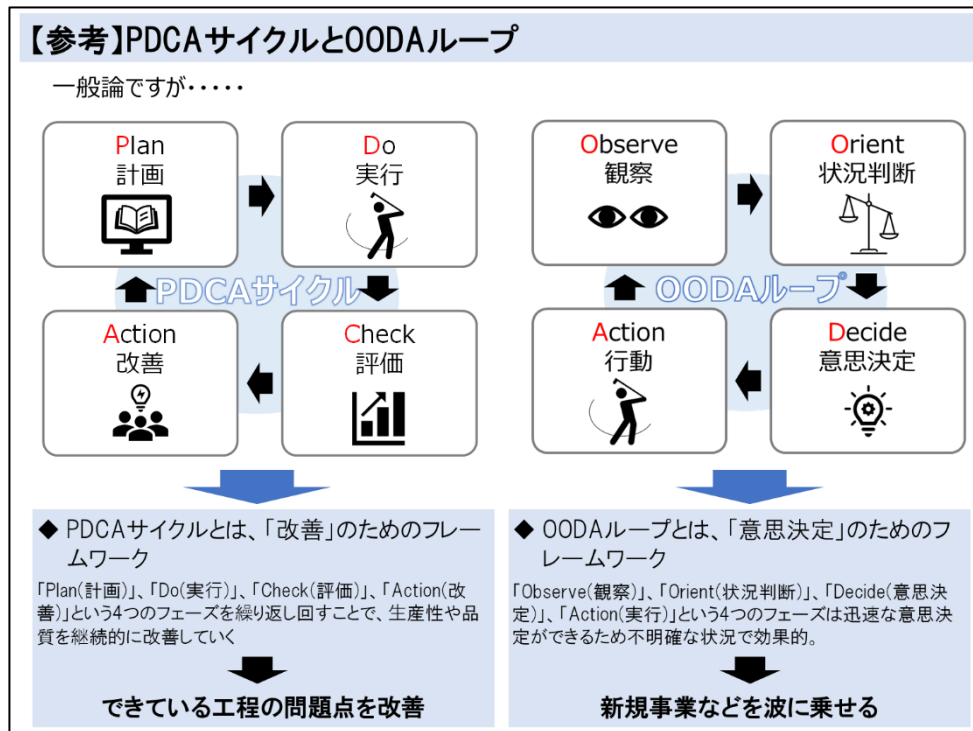 【参考】PDCAサイクルとOODAループ
一般論ですが・・・・・
Plan
計画
Do
実行
PDCAサイクル
Action
改善
Check
評価
Observe
観察
Orient
状況判断
OODAループ
Action
行動
Decide
意思決定
◆ PDCAサイクルとは、「改善」のためのフレー
ムワーク
「Plan(計画)」、「Do(実行)」、「Check(評価)」、「Action(改
善)」という4つのフェーズを繰り返し回すことで、生産性や品
質を継続的に改善していく
できている工程の問題点を改善
◆ OODAループとは、「意思決定」のためのフ
レームワーク
「Observe(観察)」、「Orient(状況判断)」、「Decide(意思決
定)」、「Action(実行)」という4つのフェーズは迅速な意思決
定ができるため不明確な状況で効果的。
新規事業などを波に乗せる